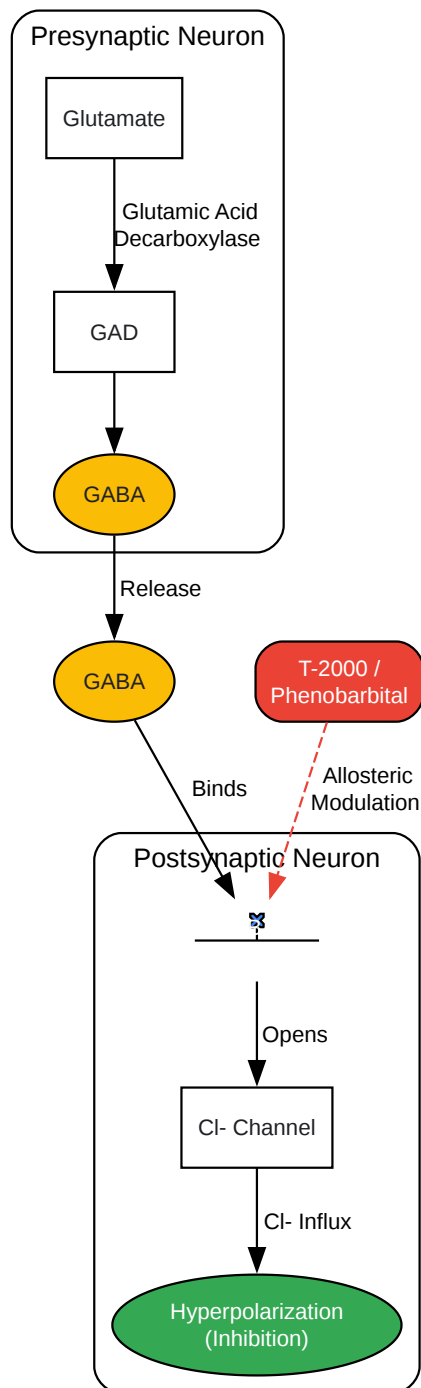 Presynaptic Neuron
Glutamate
Glutamic Acid
Decarboxylase
GAD
GABA
Release
GABA
T-2000 /
Phenobarbital
Binds
Allosteric
Modulation
Postsynaptic Neuron
Opens
Cl- Channel
Cl- Influx
Hyperpolarization
(Inhibition)